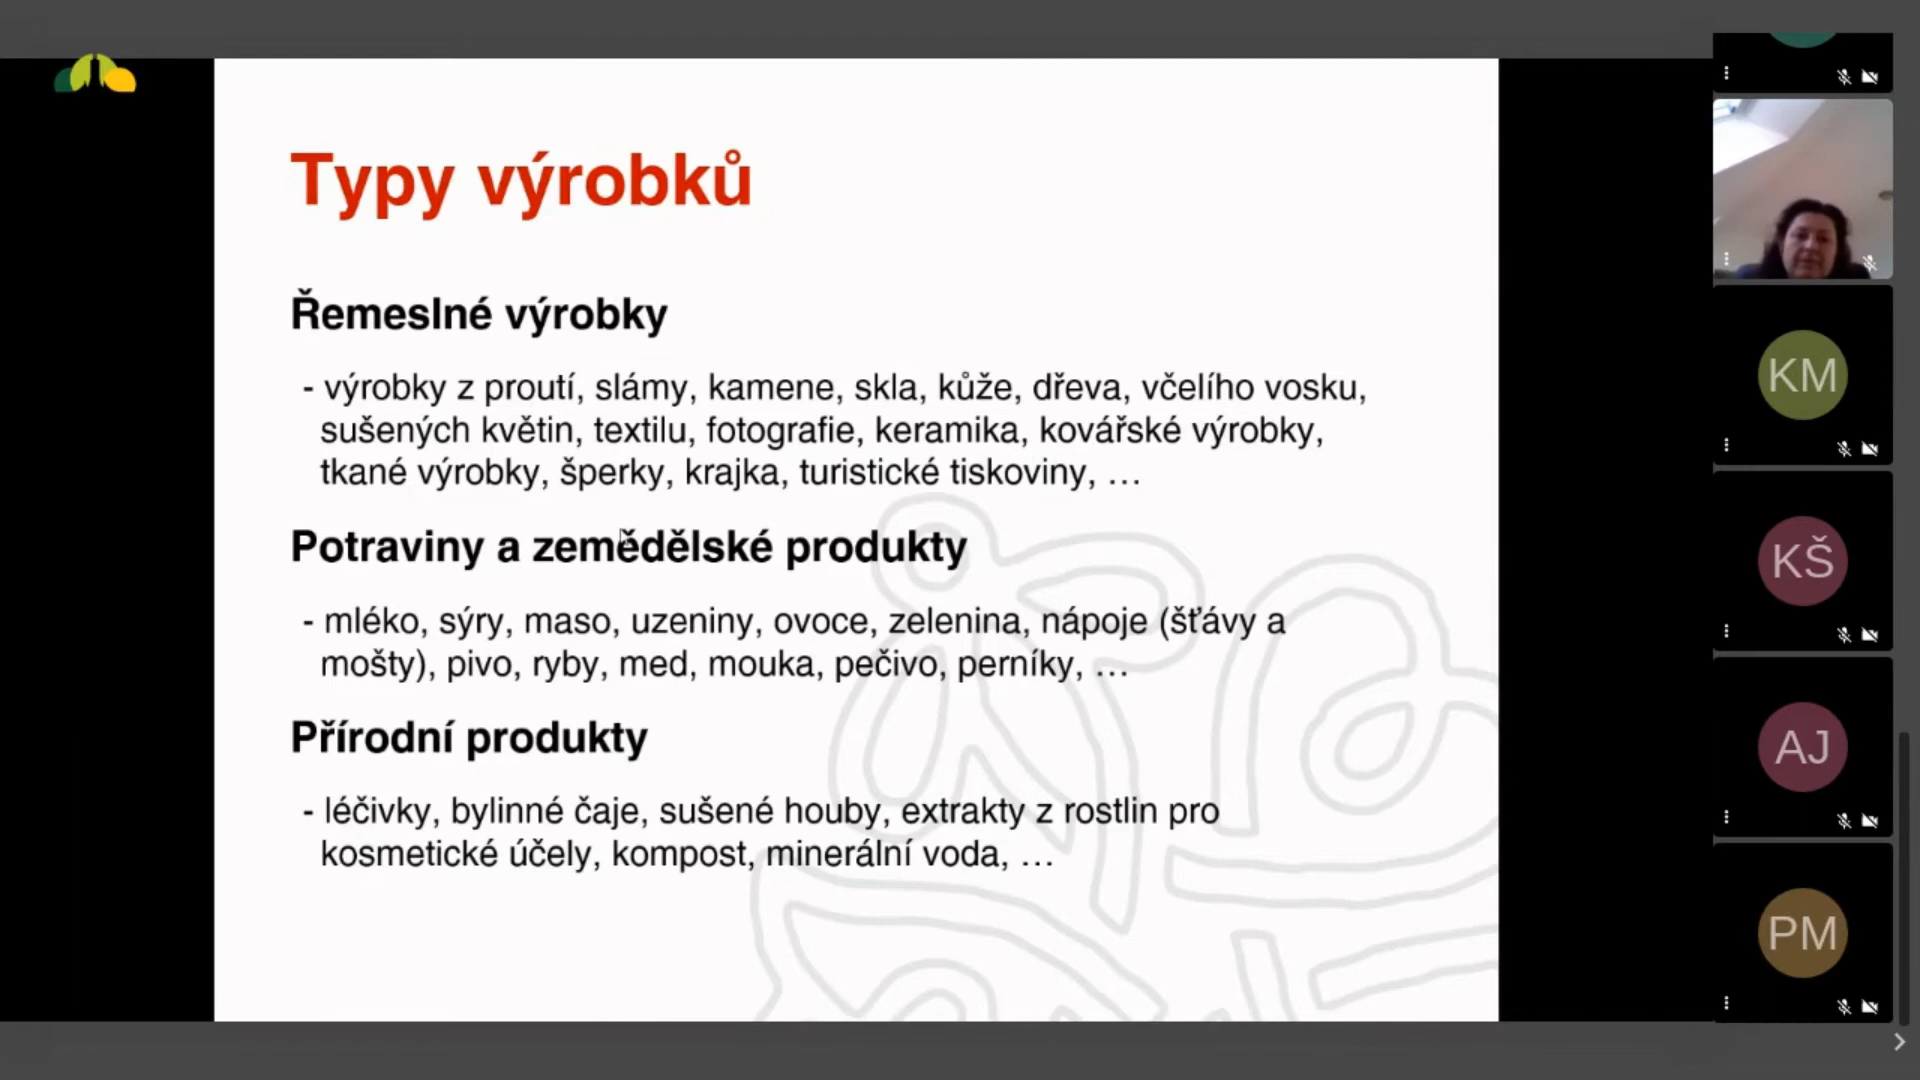 Typy výrobků
Řemeslné výrobky
- výrobky z proutí, slámy, kamene, skla, kůže, dřeva, včelího vosku,
sušených květin, textilu, fotografie, keramika, kovářské výrobky,
tkané výrobky, šperky, krajka, turistické tiskoviny, …
Potraviny a zemědělské produkty
- mléko, sýry, maso, uzeniny, ovoce, zelenina, nápoje (šťávy a
mošty), pivo, ryby, med, mouka, pečivo, perníky, …
Přírodní produkty
- léčivky, bylinné čaje, sušené houby, extrakty z rostlin pro
kosmetické účely, kompost, minerální voda, …
KM
KŠ
AJ
PM